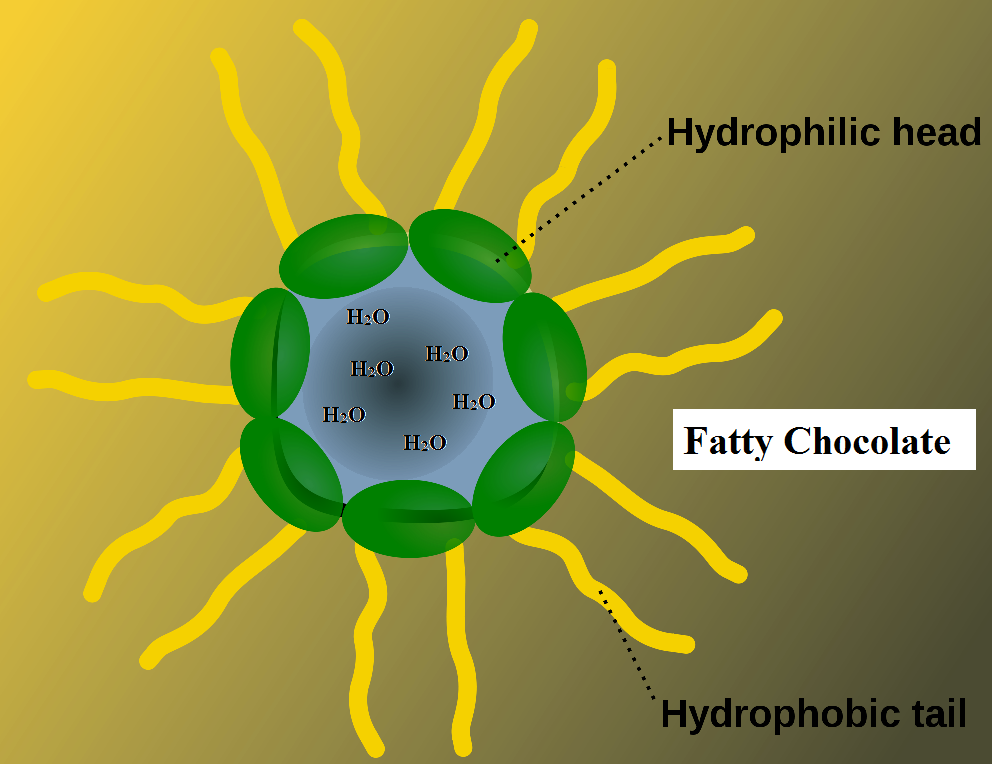 Hydrophilic head
H₂O
H₂O
H₂O
H₂O
H₂O
H₂O
Fatty Chocolate
Hydrophobic tail